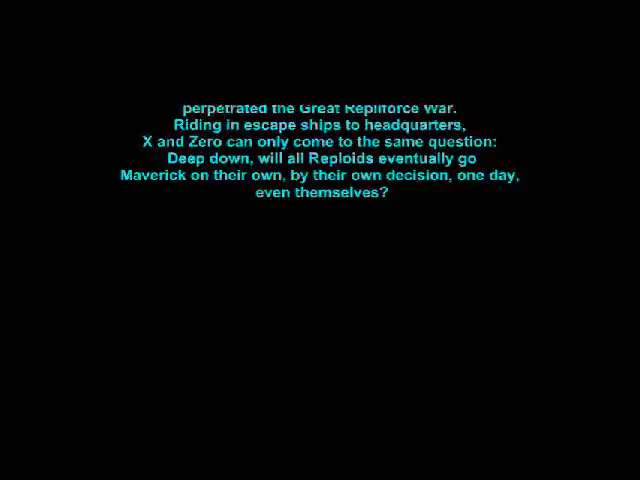 perpetrated the Great Repliforce War.
Riding in escape ships to headquarters,
X and Zero can only come to the same question:
Deep down, will all Reploids eventually go
Maverick on their own, by their own decision, one day,
even themselves?